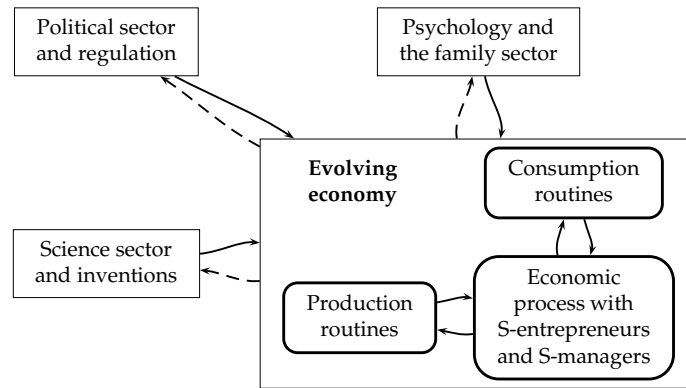 Political sector
and regulation
Psychology and
the family sector
Evolving
economy
Consumption
routines
Science sector
and inventions
Production
routines
Economic
process with
S-entrepreneurs
and S-managers